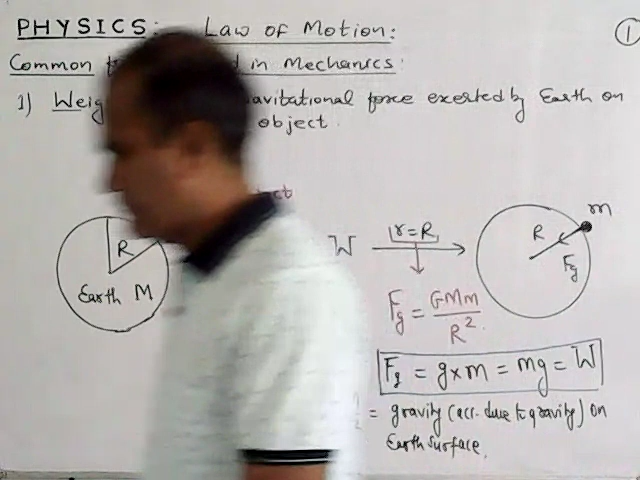 PHYSICS: Law of Motion:
①
Common in Mechanics:
1) Weig avitational force exerted by Earth on
object.
R
Earth M
W r=R
R
m
Fg
Fg = GMm/R²
Fg = g×m = mg = W
= gravity (acc. due to gravity) on
Earth surface.